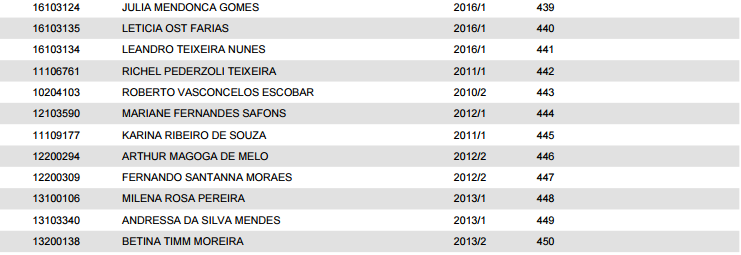 16103124 JULIA MENDONCA GOMES 2016/1 439
16103135 LETICIA OST FARIAS 2016/1 440
16103134 LEANDRO TEIXEIRA NUNES 2016/1 441
11106761 RICHEL PEDERZOLI TEIXEIRA 2011/1 442
10204103 ROBERTO VASCONCELOS ESCOBAR 2010/2 443
12103590 MARIANE FERNANDES SAFONS 2012/1 444
11109177 KARINA RIBEIRO DE SOUZA 2011/1 445
12200294 ARTHUR MAGOGA DE MELO 2012/2 446
12200309 FERNANDO SANTANNA MORAES 2012/2 447
13100106 MILENA ROSA PEREIRA 2013/1 448
13103340 ANDRESSA DA SILVA MENDES 2013/1 449
13200138 BETINA TIMM MOREIRA 2013/2 450